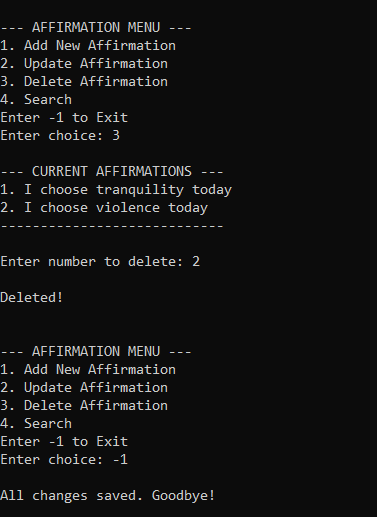 --- AFFIRMATION MENU ---
1. Add New Affirmation
2. Update Affirmation
3. Delete Affirmation
4. Search
Enter -1 to Exit
Enter choice: 3
--- CURRENT AFFIRMATIONS ---
1. I choose tranquility today
2. I choose violence today
----------------------------
Enter number to delete: 2
Deleted!
--- AFFIRMATION MENU ---
1. Add New Affirmation
2. Update Affirmation
3. Delete Affirmation
4. Search
Enter -1 to Exit
Enter choice: -1
All changes saved. Goodbye!